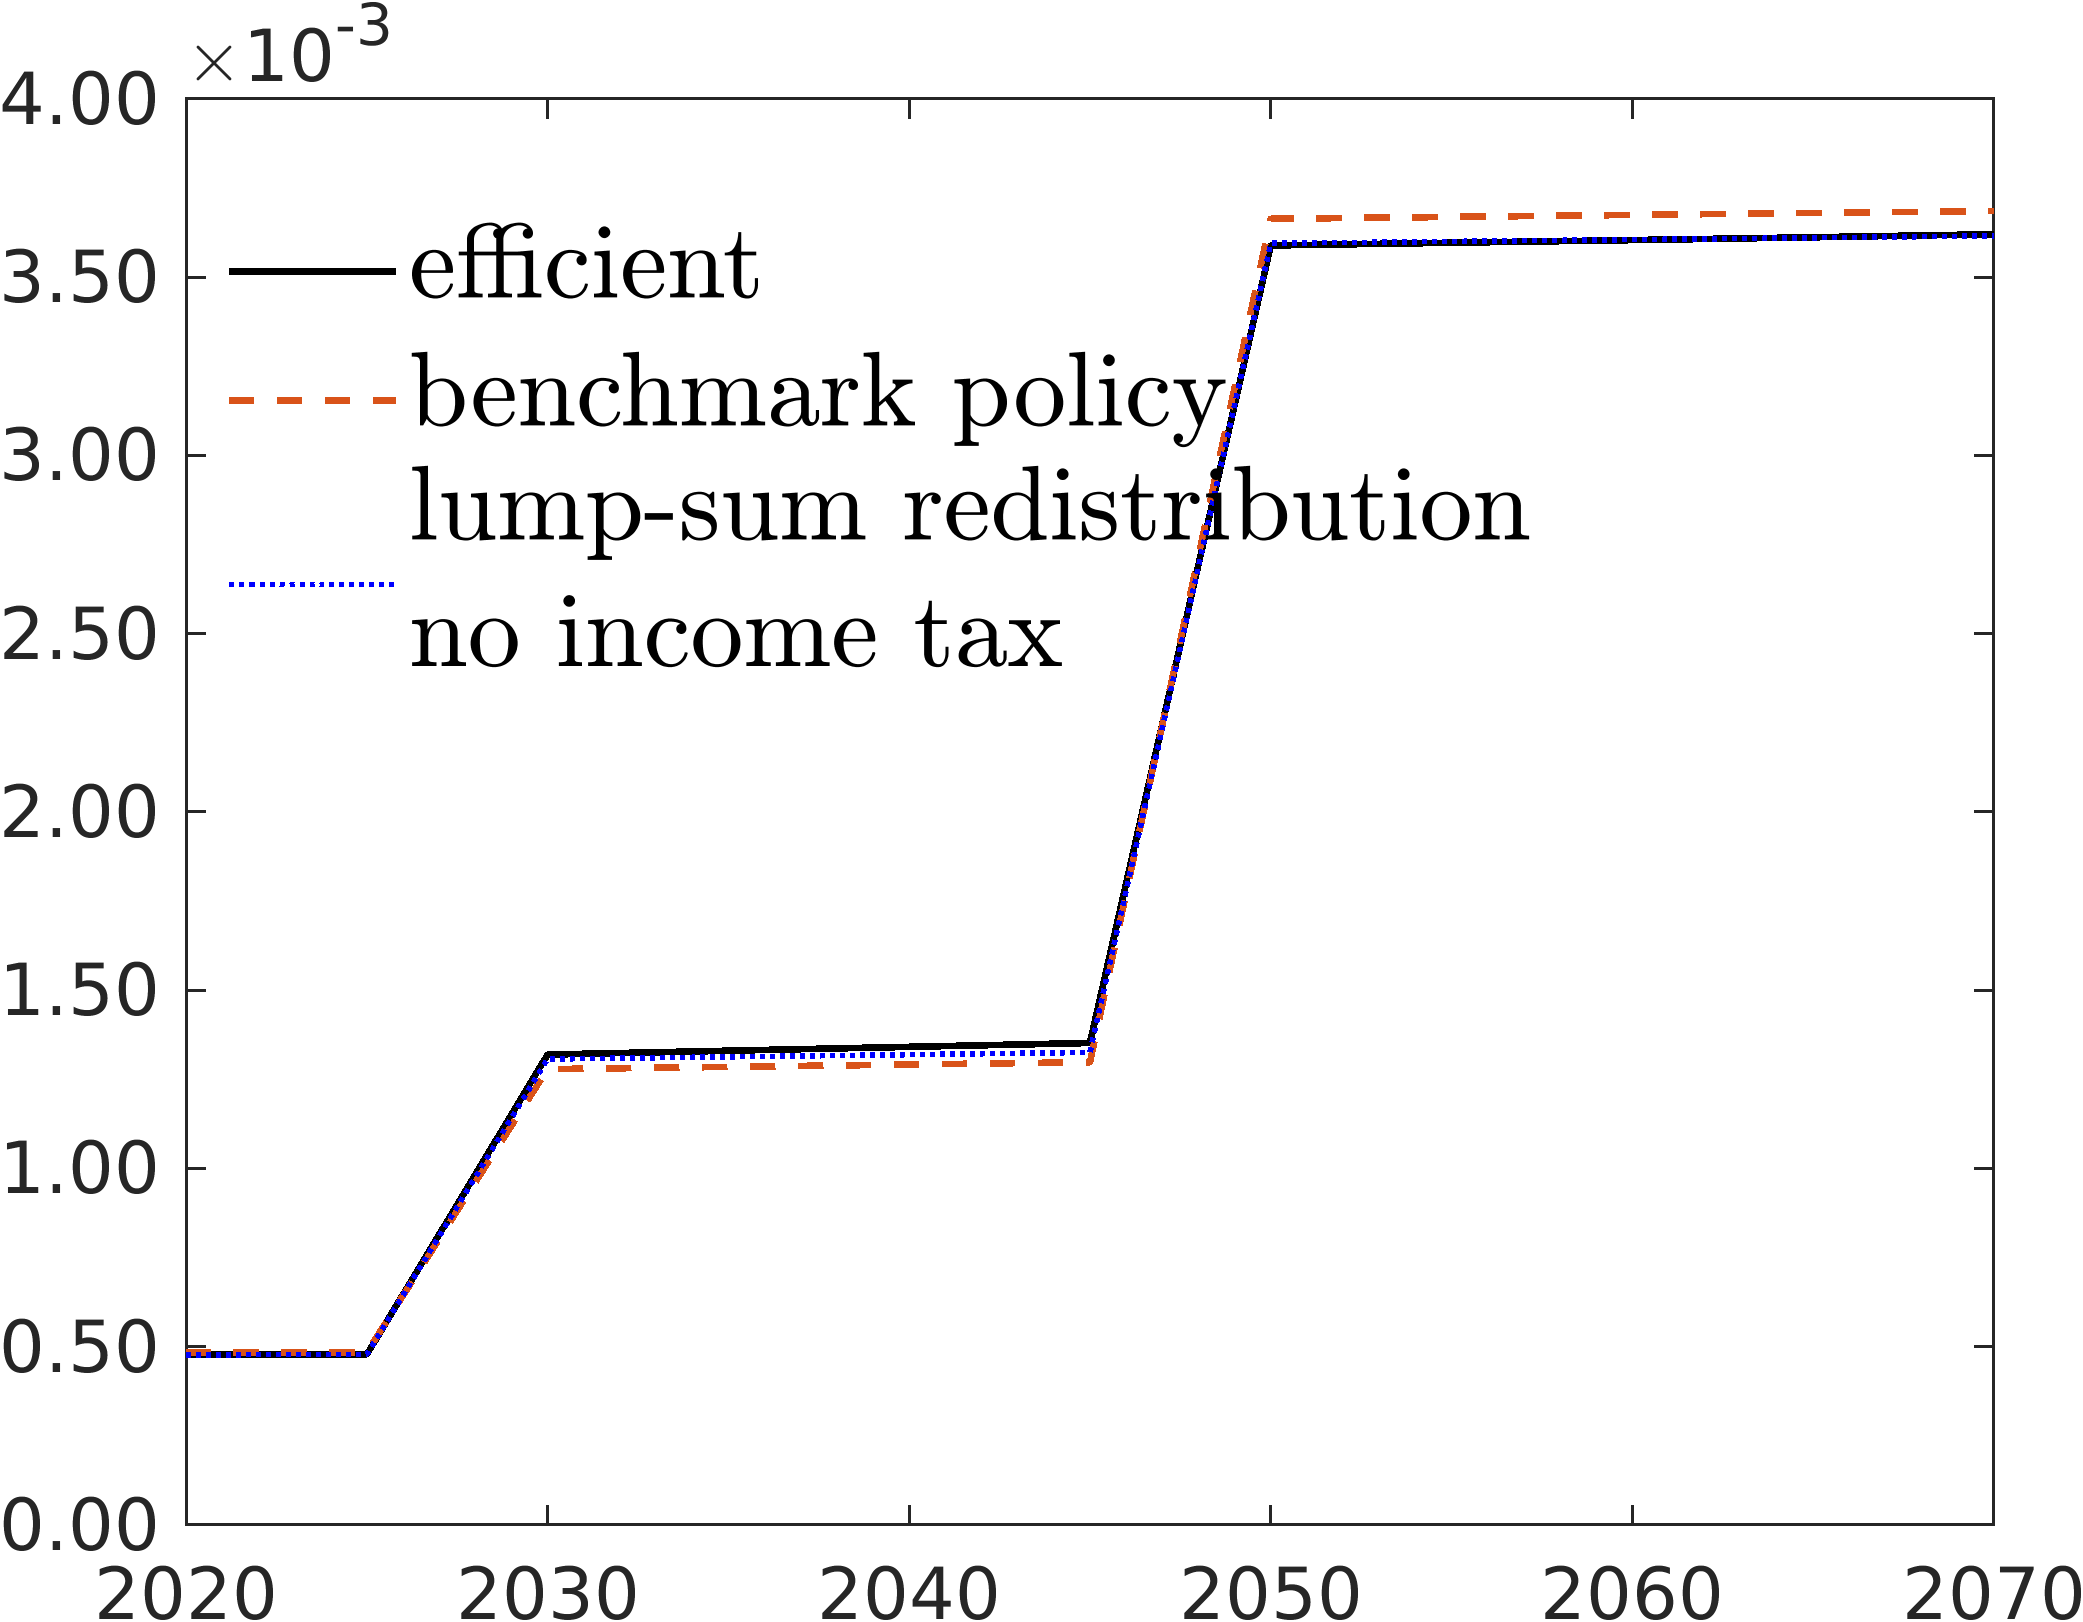 ×10-3
4.00
3.50
3.00
2.50
2.00
1.50
1.00
0.50
0.00
efficient
benchmark policy
lump-sum redistribution
no income tax
2020 2030 2040 2050 2060 2070